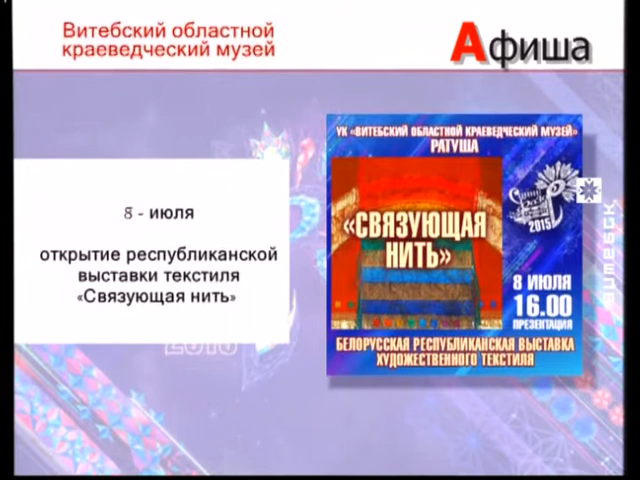 Витебский областной
краеведческий музей
Афиша
8 - июля
открытие республиканской
выставки текстиля
«Связующая нить»
УК «ВИТЕБСКИЙ ОБЛАСТНОЙ КРАЕВЕДЧЕСКИЙ МУЗЕЙ»
РАТУША
«СВЯЗУЮЩАЯ
НИТЬ»
2015
8 ИЮЛЯ
16.00
ПРЕЗЕНТАЦИЯ
БЕЛОРУССКАЯ РЕСПУБЛИКАНСКАЯ ВЫСТАВКА
ХУДОЖЕСТВЕННОГО ТЕКСТИЛЯ
2015